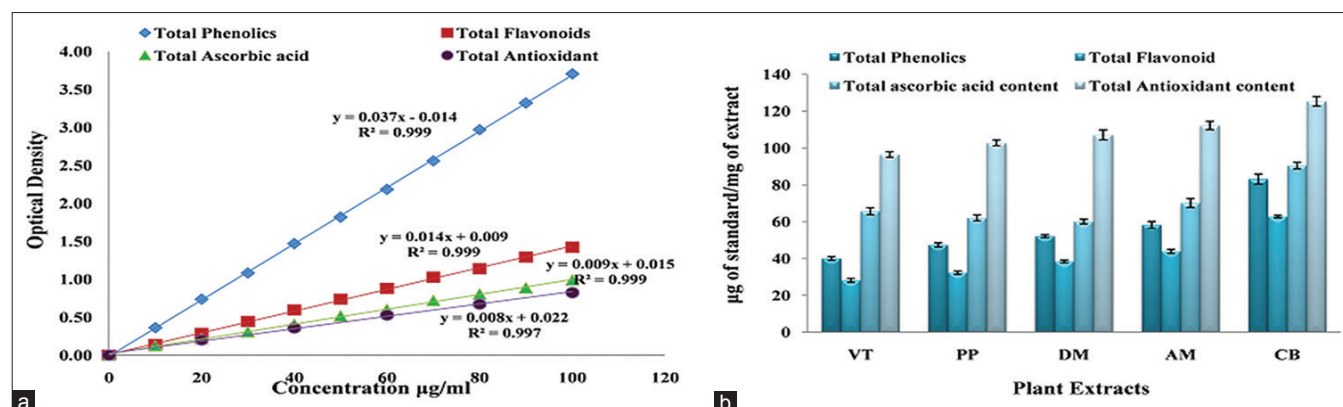 Total Phenolics
Total Flavonoids
Total Ascorbic acid
Total Antioxidant
4.00
3.50
3.00
2.50
2.00
1.50
1.00
0.50
0.00
Optical Density
y = 0.037x - 0.014
R² = 0.999
y = 0.014x + 0.009
R² = 0.999
y = 0.009x + 0.015
R² = 0.999
y = 0.008x + 0.022
R² = 0.997
0 20 40 60 80 100 120
Concentration µg/ml
a
Total Phenolics
Total Flavonoid
Total ascorbic acid content
Total Antioxidant content
140
120
100
80
60
40
20
0
µg of standard/mg of extract
VT PP DM AM CB
Plant Extracts
b